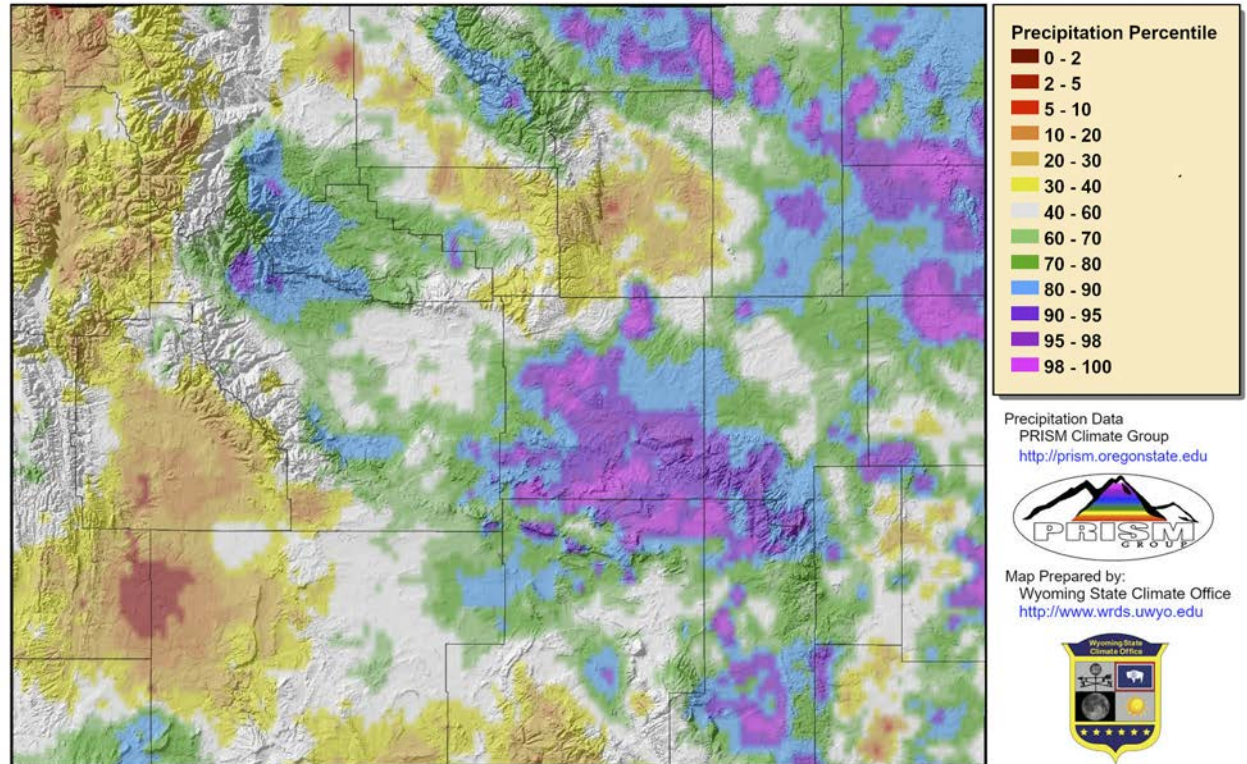 Precipitation Percentile
0 - 2
2 - 5
5 - 10
10 - 20
20 - 30
30 - 40
40 - 60
60 - 70
70 - 80
80 - 90
90 - 95
95 - 98
98 - 100
Precipitation Data
PRISM Climate Group
http://prism.oregonstate.edu
PRISM
GROUP
Map Prepared by:
Wyoming State Climate Office
http://www.wrds.uwyo.edu
Wyoming State
Climate Office